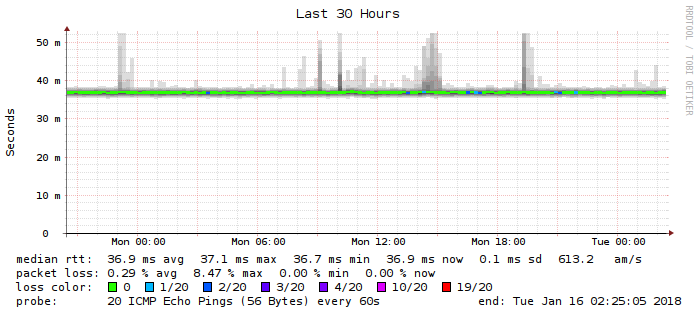 Last 30 Hours
RRDTOOL / TOBI OETIKER
Seconds
50 m
40 m
30 m
20 m
10 m
0
Mon 00:00 Mon 06:00 Mon 12:00 Mon 18:00 Tue 00:00
median rtt: 36.9 ms avg 37.1 ms max 36.7 ms min 36.9 ms now 0.1 ms sd 613.2 am/s
packet loss: 0.29 % avg 8.47 % max 0.00 % min 0.00 % now
loss color: 0 1/20 2/20 3/20 4/20 10/20 19/20
probe: 20 ICMP Echo Pings (56 Bytes) every 60s end: Tue Jan 16 02:25:05 2018